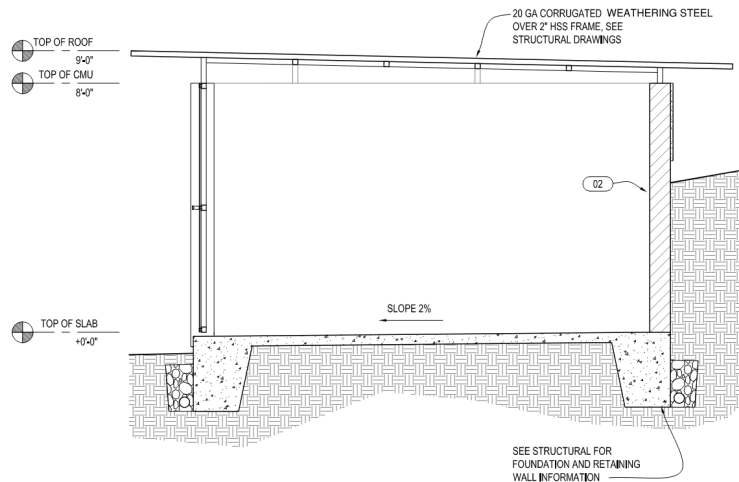 20 GA CORRUGATED WEATHERING STEEL
OVER 2" HSS FRAME, SEE
STRUCTURAL DRAWINGS
TOP OF ROOF
9'-0"
TOP OF CMU
8'-0"
02
SLOPE 2%
TOP OF SLAB
+0'-0"
SEE STRUCTURAL FOR
FOUNDATION AND RETAINING
WALL INFORMATION